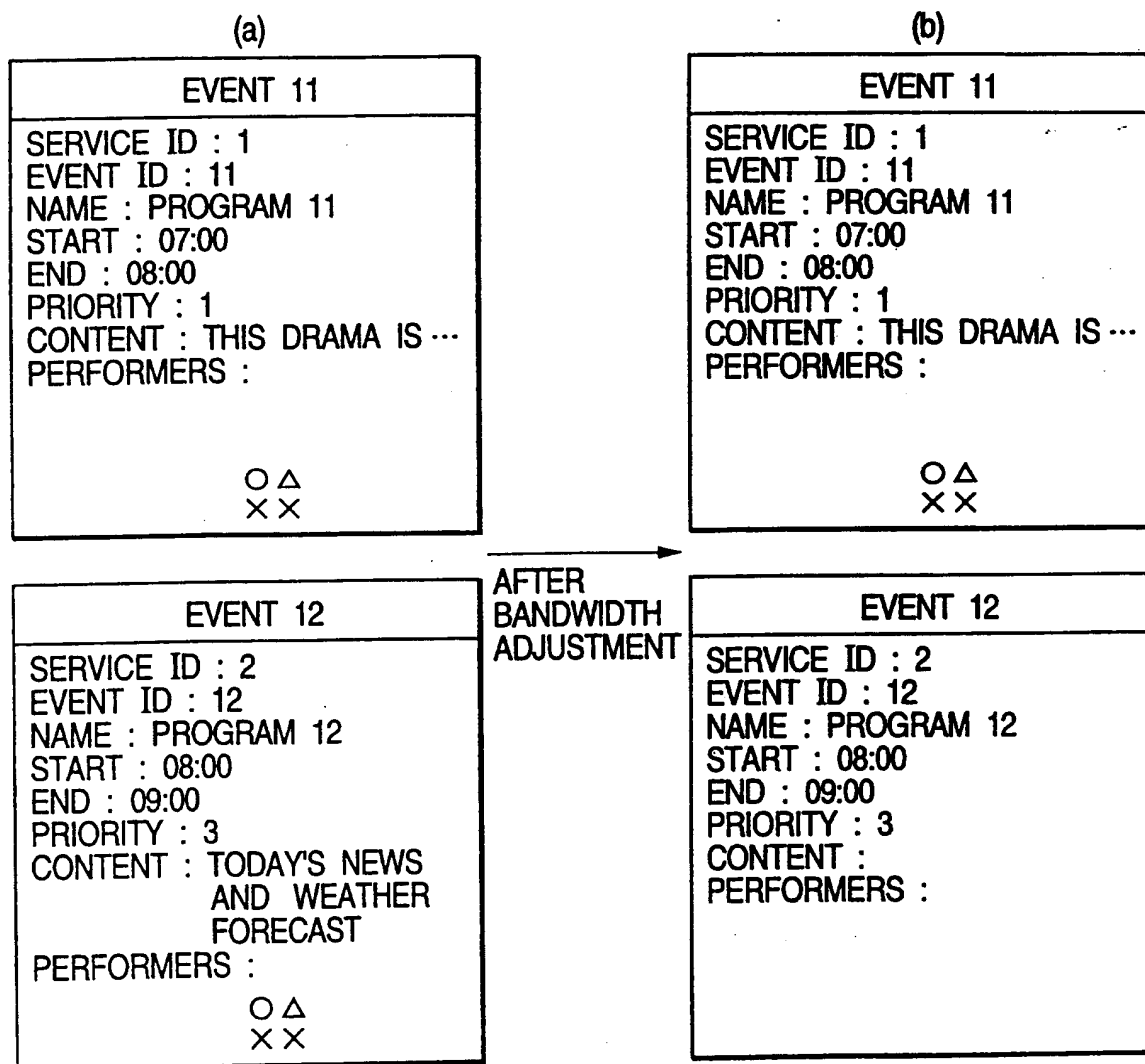 (a)
EVENT 11
SERVICE ID : 1
EVENT ID : 11
NAME : PROGRAM 11
START : 07:00
END : 08:00
PRIORITY : 1
CONTENT : THIS DRAMA IS ···
PERFORMERS :
○ △
× ×
EVENT 12
SERVICE ID : 2
EVENT ID : 12
NAME : PROGRAM 12
START : 08:00
END : 09:00
PRIORITY : 3
CONTENT : TODAY'S NEWS
AND WEATHER
FORECAST
PERFORMERS :
○ △
× ×
AFTER
BANDWIDTH
ADJUSTMENT
(b)
EVENT 11
SERVICE ID : 1
EVENT ID : 11
NAME : PROGRAM 11
START : 07:00
END : 08:00
PRIORITY : 1
CONTENT : THIS DRAMA IS ···
PERFORMERS :
○ △
× ×
EVENT 12
SERVICE ID : 2
EVENT ID : 12
NAME : PROGRAM 12
START : 08:00
END : 09:00
PRIORITY : 3
CONTENT :
PERFORMERS :